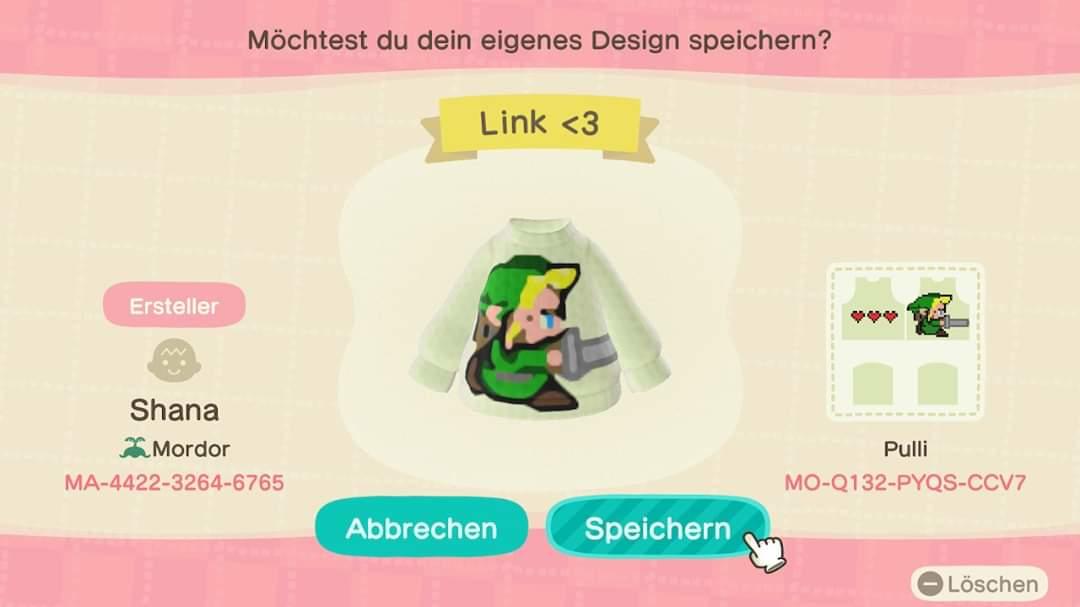 Möchtest du dein eigenes Design speichern?
Link <3
Ersteller
Shana
Mordor
MA-4422-3264-6765
Pulli
MO-Q132-PYQS-CCV7
Abbrechen
Speichern
Löschen